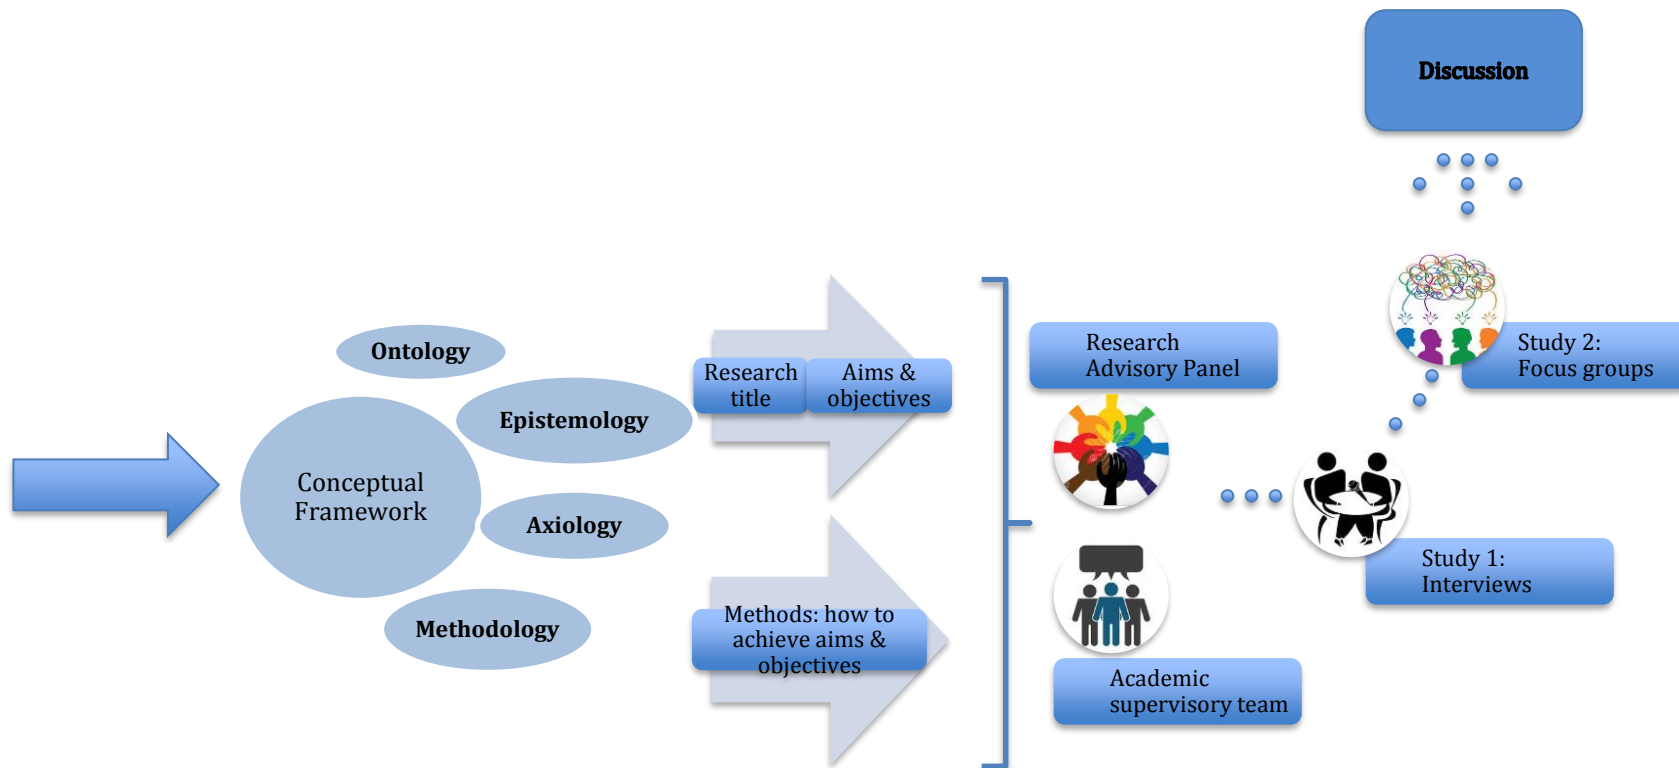 Discussion
Ontology
Epistemology
Conceptual
Framework
Axiology
Methodology
Research
title
Aims &
objectives
Methods: how to
achieve aims &
objectives
Research
Advisory Panel
Academic
supervisory team
Study 1:
Interviews
Study 2:
Focus groups